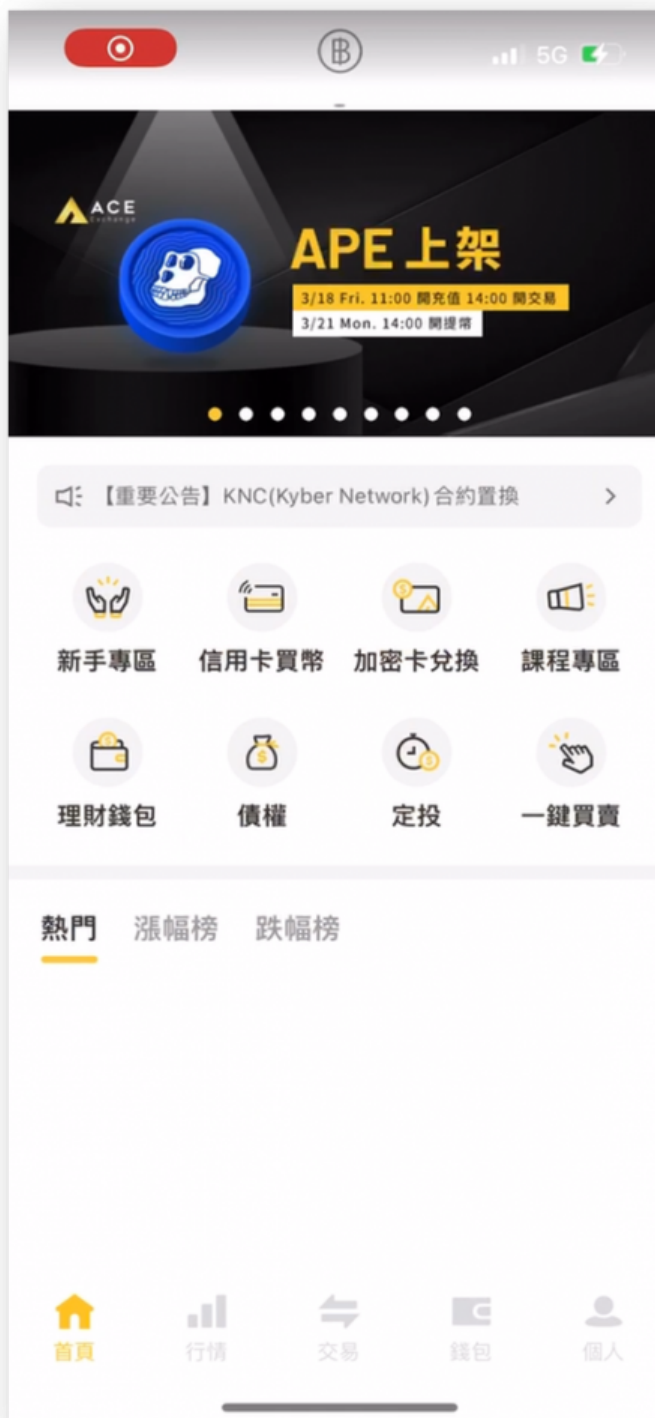 5G
ACE
Exchange
APE 上架
3/18 Fri. 11:00 開充值 14:00 開交易
3/21 Mon. 14:00 開提幣
【重要公告】KNC(Kyber Network) 合約置換
新手專區 信用卡買幣 加密卡兌換 課程專區
理財錢包 債權 定投 一鍵買賣
熱門 漲幅榜 跌幅榜
首頁 行情 交易 錢包 個人